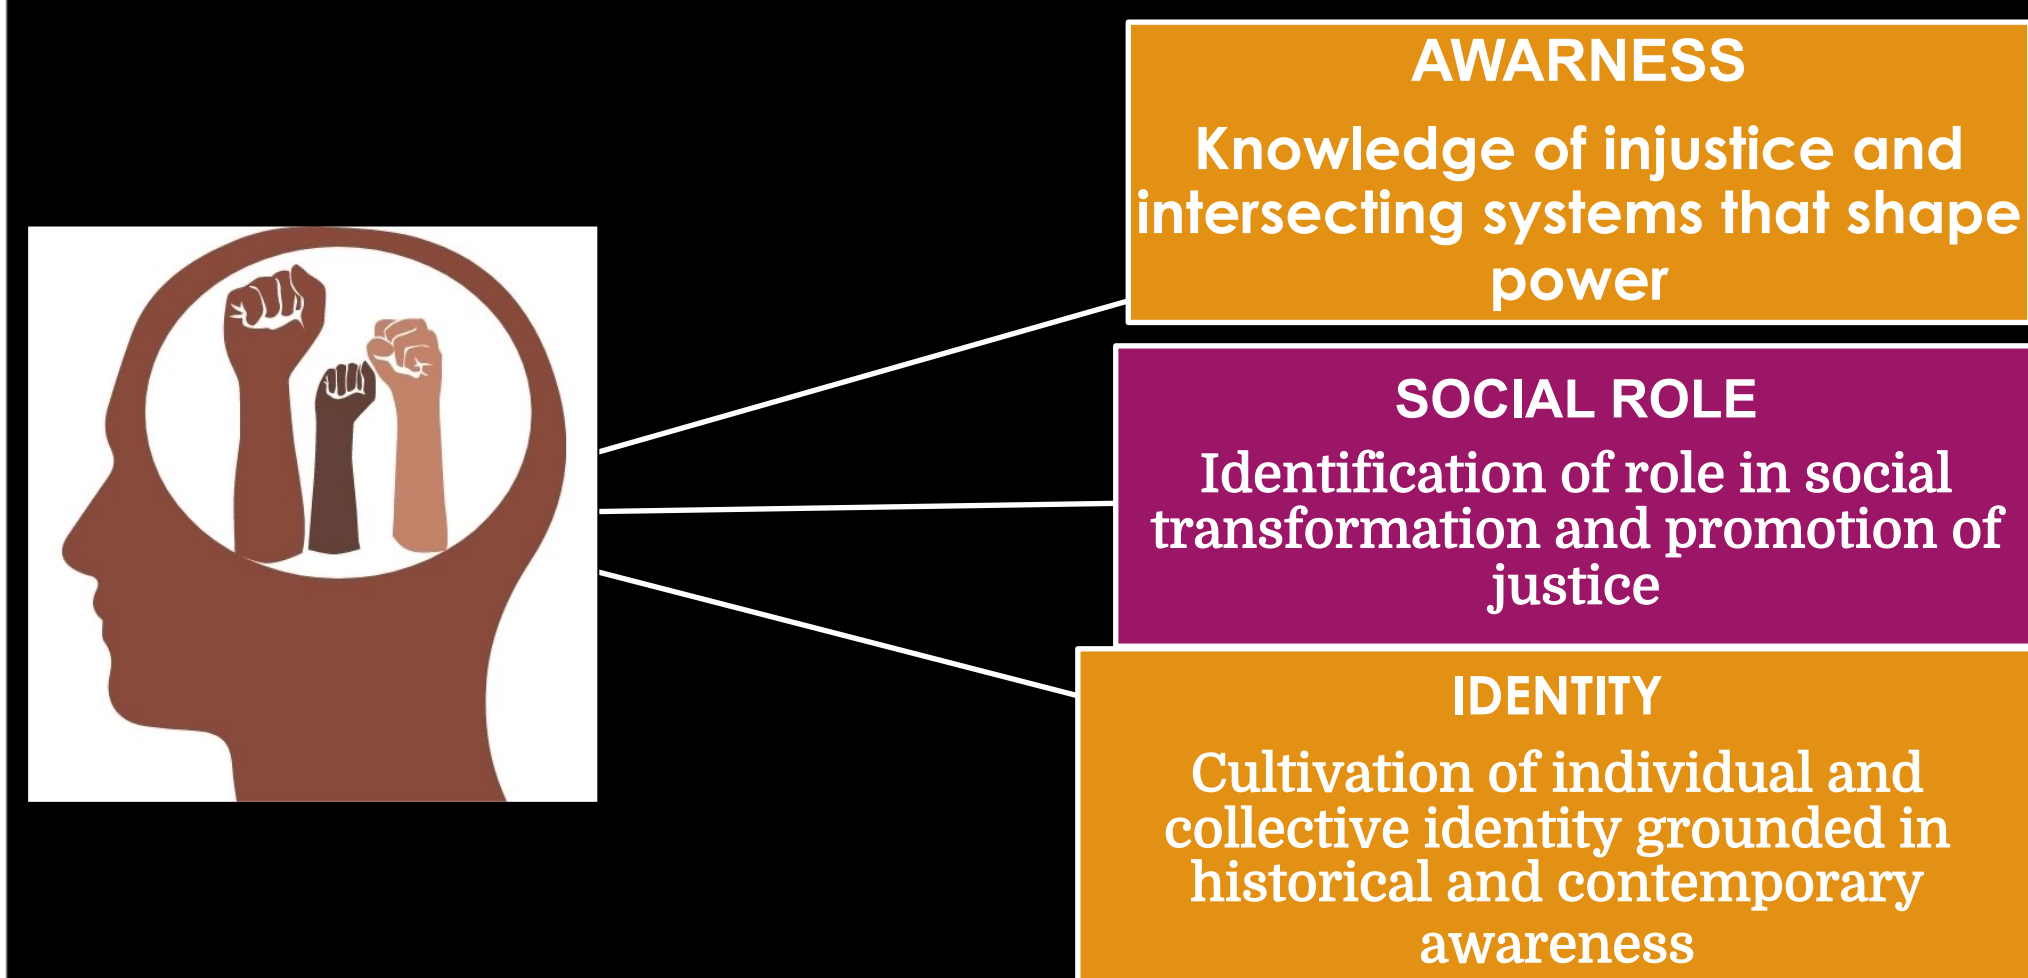 AWARNESS
Knowledge of injustice and
intersecting systems that shape
power
SOCIAL ROLE
Identification of role in social
transformation and promotion of
justice
IDENTITY
Cultivation of individual and
collective identity grounded in
historical and contemporary
awareness